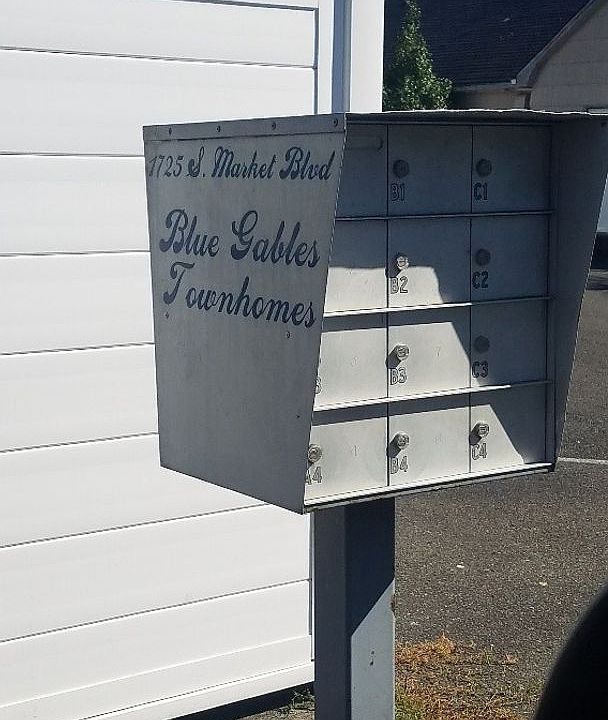 1725 S. Market Blvd
Blue Gables
Townhomes
B1 C1
B2 C2
B3 C3
A4 B4 C4